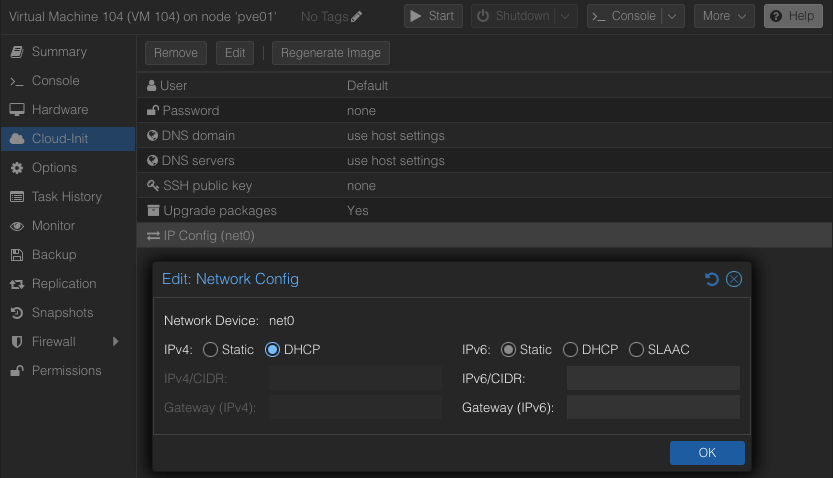 Virtual Machine 104 (VM 104) on node 'pve01' No Tags Start Shutdown Console More Help
Summary
Console
Hardware
Cloud-Init
Options
Task History
Monitor
Backup
Replication
Snapshots
Firewall
Permissions
Remove Edit Regenerate Image
User Default
Password none
DNS domain use host settings
DNS servers use host settings
SSH public key none
Upgrade packages Yes
IP Config (net0)
Edit: Network Config
Network Device: net0
IPv4: Static DHCP
IPv4/CIDR:
Gateway (IPv4):
IPv6: Static DHCP SLAAC
IPv6/CIDR:
Gateway (IPv6):
OK